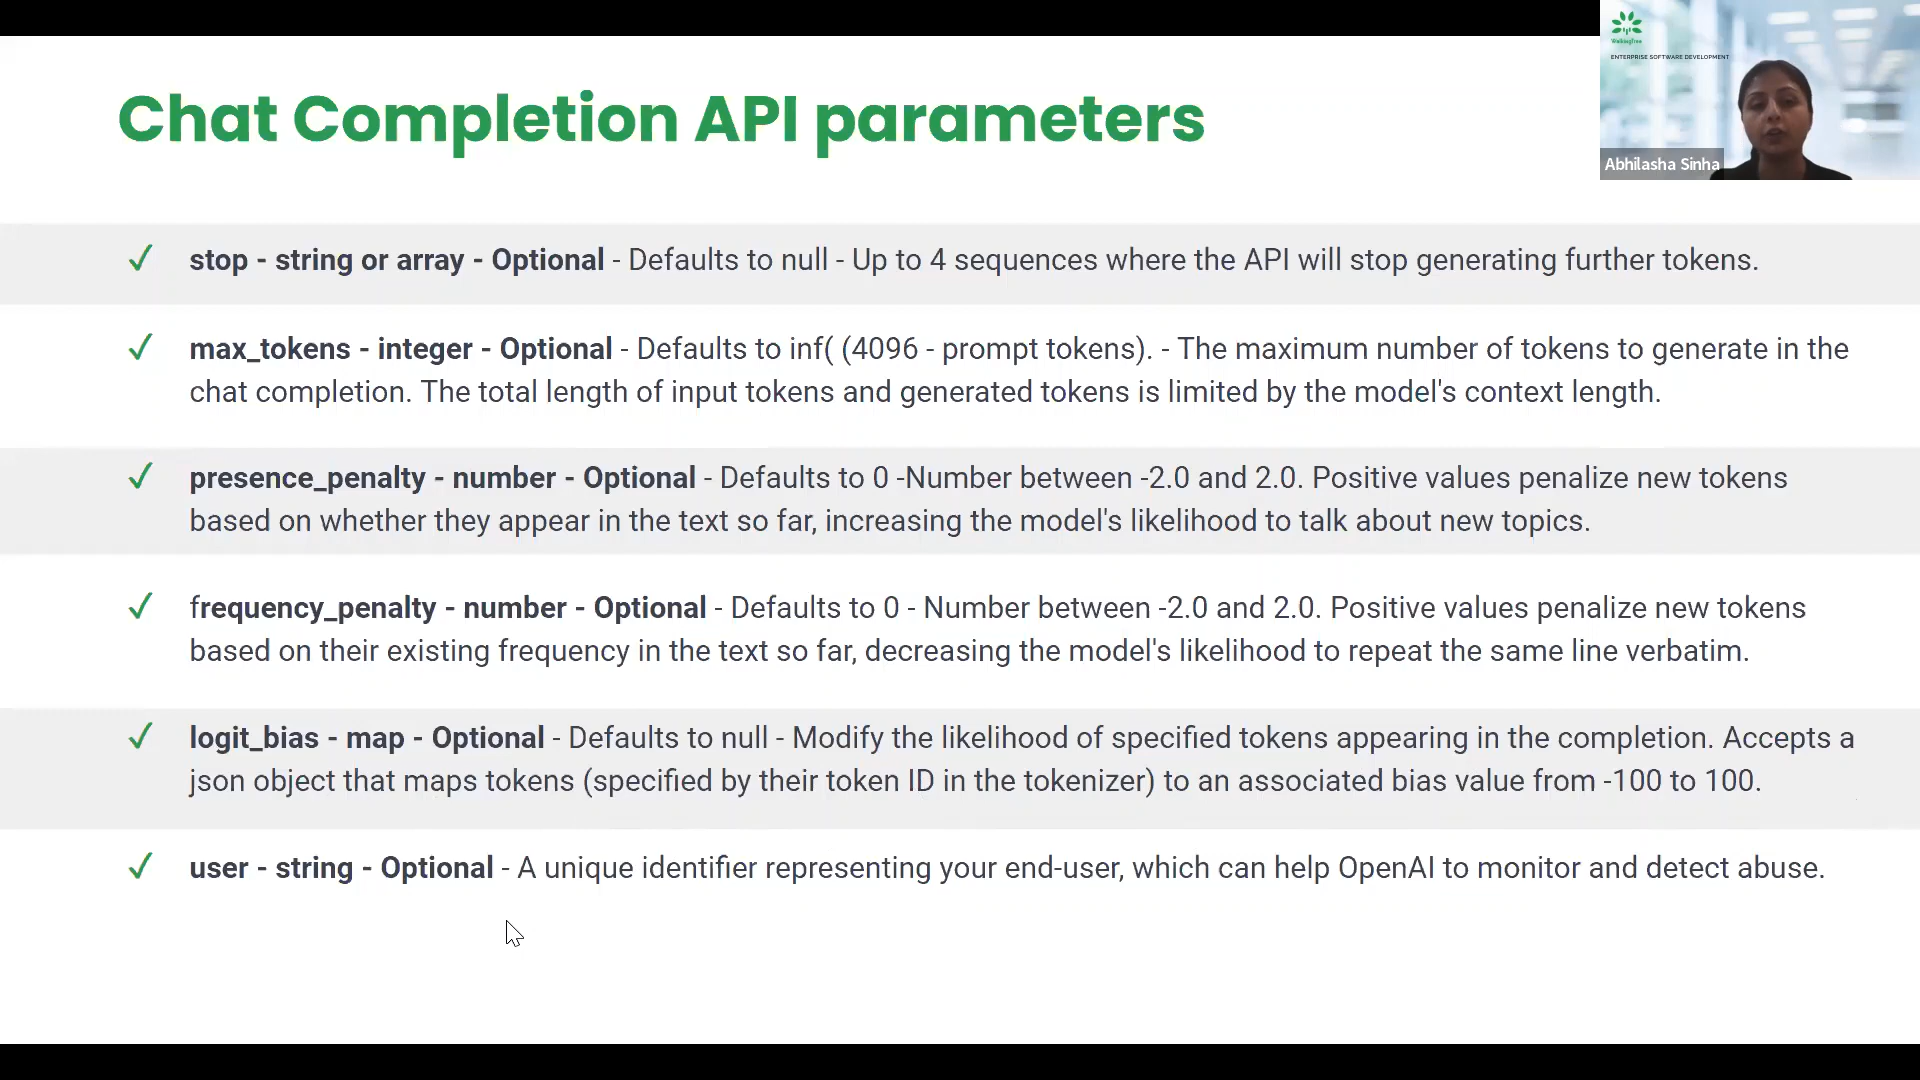 WalkingTree
ENTERPRISE SOFTWARE DEVELOPMENT
Abhilasha Sinha
Chat Completion API parameters
✓ stop - string or array - Optional - Defaults to null - Up to 4 sequences where the API will stop generating further tokens.
✓ max_tokens - integer - Optional - Defaults to inf( (4096 - prompt tokens). - The maximum number of tokens to generate in the
chat completion. The total length of input tokens and generated tokens is limited by the model's context length.
✓ presence_penalty - number - Optional - Defaults to 0 -Number between -2.0 and 2.0. Positive values penalize new tokens
based on whether they appear in the text so far, increasing the model's likelihood to talk about new topics.
✓ frequency_penalty - number - Optional - Defaults to 0 - Number between -2.0 and 2.0. Positive values penalize new tokens
based on their existing frequency in the text so far, decreasing the model's likelihood to repeat the same line verbatim.
✓ logit_bias - map - Optional - Defaults to null - Modify the likelihood of specified tokens appearing in the completion. Accepts a
json object that maps tokens (specified by their token ID in the tokenizer) to an associated bias value from -100 to 100.
✓ user - string - Optional - A unique identifier representing your end-user, which can help OpenAI to monitor and detect abuse.